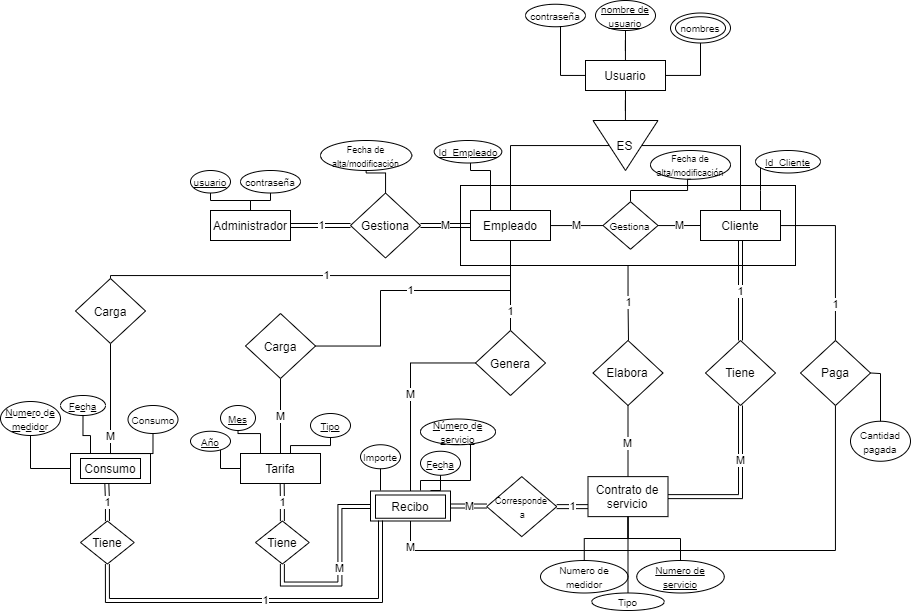 contraseña
nombre de
usuario
nombres
Usuario
ES
Fecha de
alta/modificación
Id_Empleado
Fecha de
alta/modificación
Id_Cliente
usuario
contraseña
Administrador
1
Gestiona
M
Empleado
M
Gestiona
M
Cliente
1
1
1
1
1
1
Carga
Carga
Genera
Elabora
Tiene
Paga
Numero de
medidor
Fecha
Consumo
M
Año
Mes
Tipo
M
M
Número de
servicio
M
Cantidad
pagada
Importe
Fecha
M
Consumo
Tarifa
Recibo
M
Corresponde
a
1
Contrato de
servicio
1
1
M
Tiene
Tiene
M
Numero de
medidor
Tipo
Numero de
servicio
1